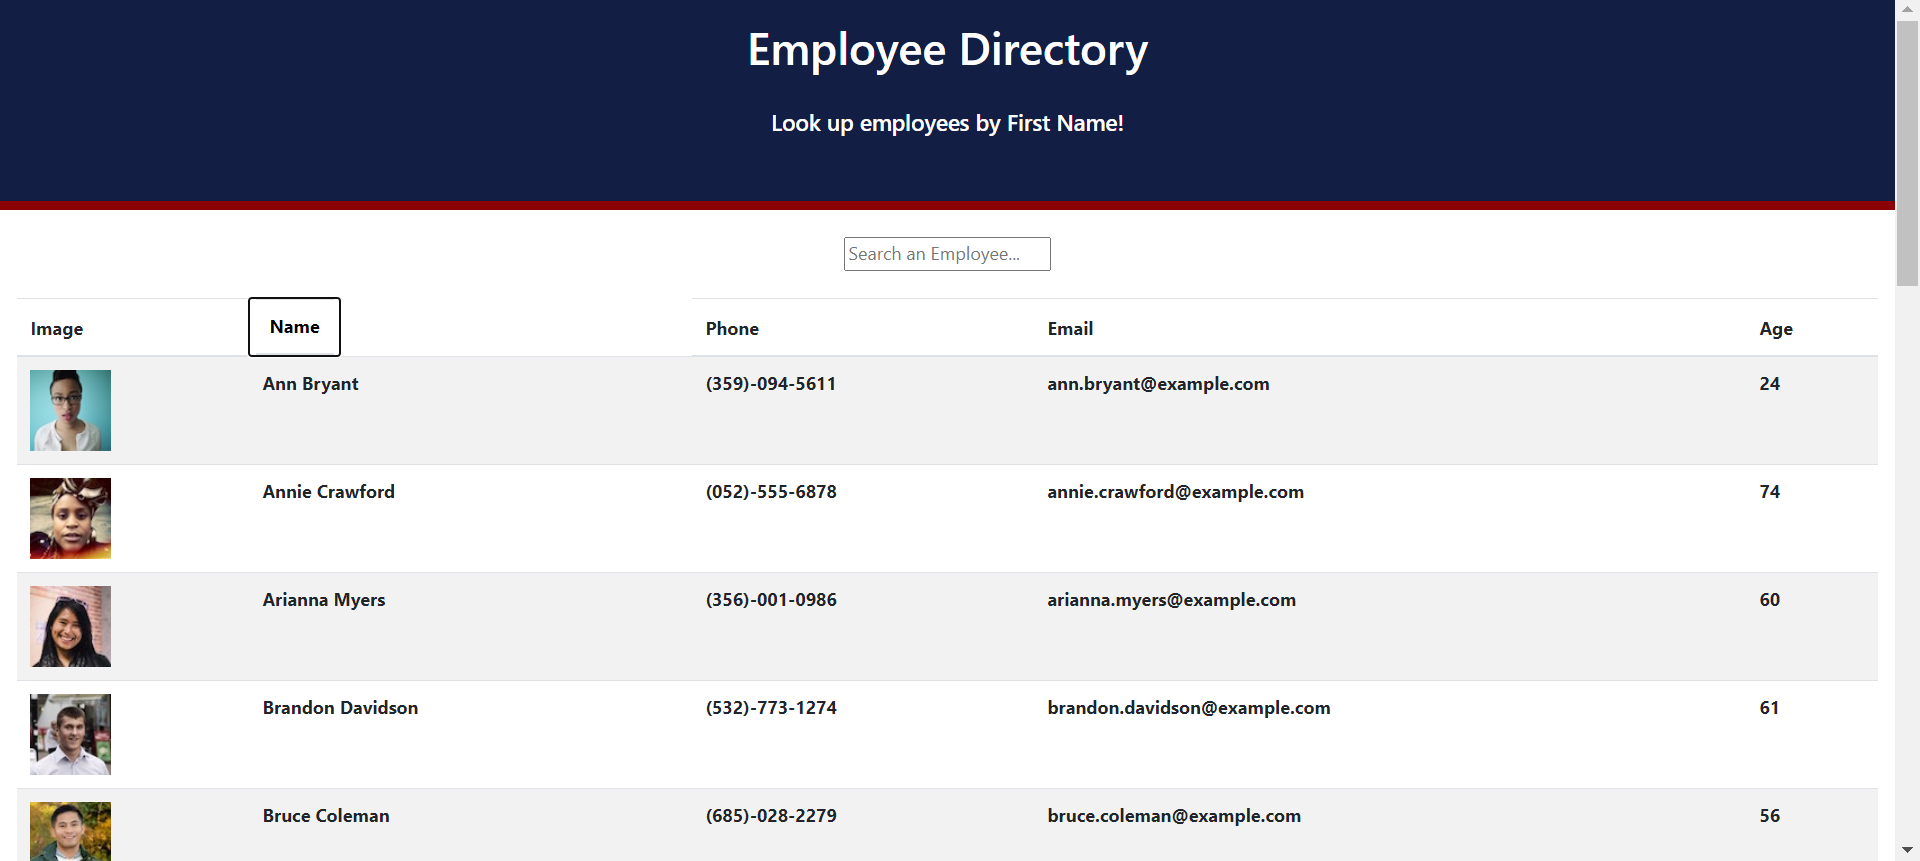 Employee Directory
Look up employees by First Name!
Search an Employee...
Image Name Phone Email Age
Ann Bryant (359)-094-5611 ann.bryant@example.com 24
Annie Crawford (052)-555-6878 annie.crawford@example.com 74
Arianna Myers (356)-001-0986 arianna.myers@example.com 60
Brandon Davidson (532)-773-1274 brandon.davidson@example.com 61
Bruce Coleman (685)-028-2279 bruce.coleman@example.com 56